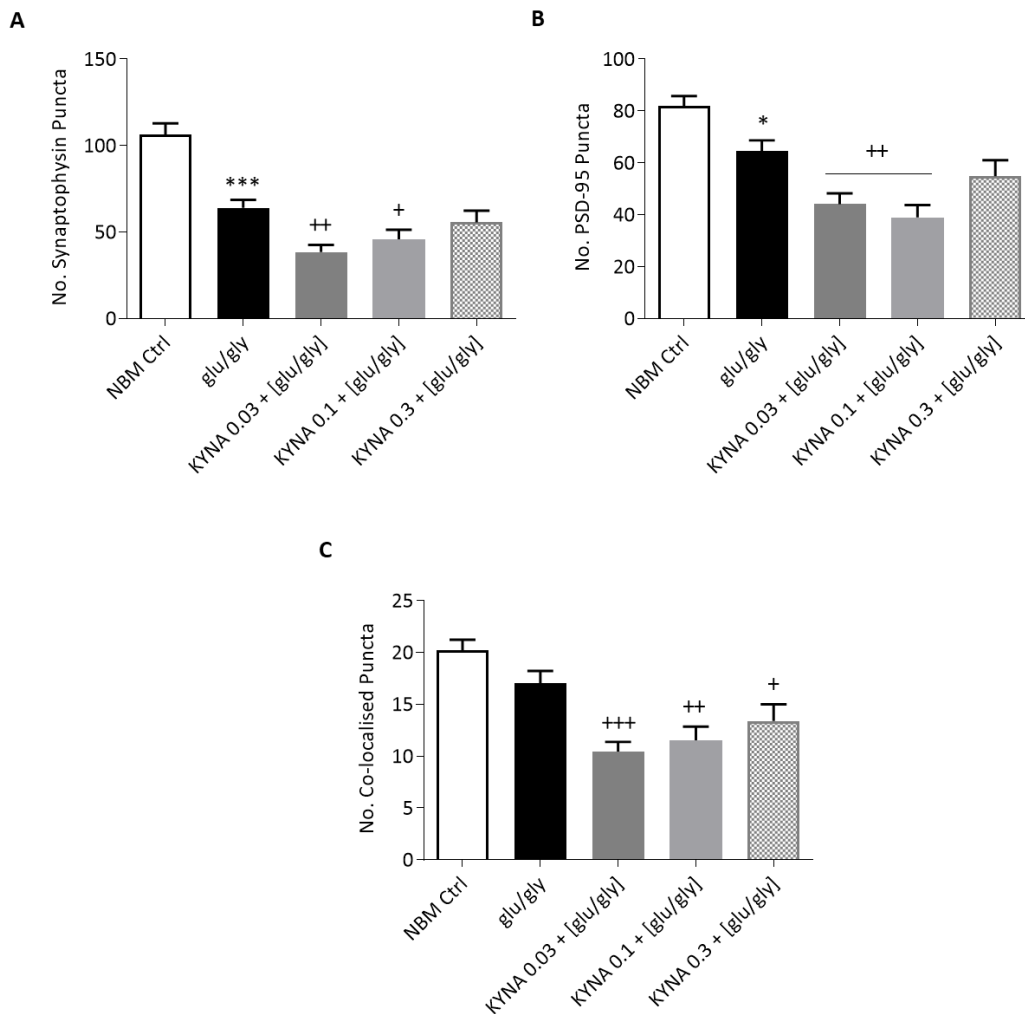 A
No. Synaptophysin Puncta
150
100
50
0
***
++
+
NBM Ctrl
glu/gly
KYNA 0.03 + [glu/gly]
KYNA 0.1 + [glu/gly]
KYNA 0.3 + [glu/gly]
B
No. PSD-95 Puncta
100
80
60
40
20
0
*
++
NBM Ctrl
glu/gly
KYNA 0.03 + [glu/gly]
KYNA 0.1 + [glu/gly]
KYNA 0.3 + [glu/gly]
C
No. Co-localised Puncta
25
20
15
10
5
0
+++
++
+
NBM Ctrl
glu/gly
KYNA 0.03 + [glu/gly]
KYNA 0.1 + [glu/gly]
KYNA 0.3 + [glu/gly]